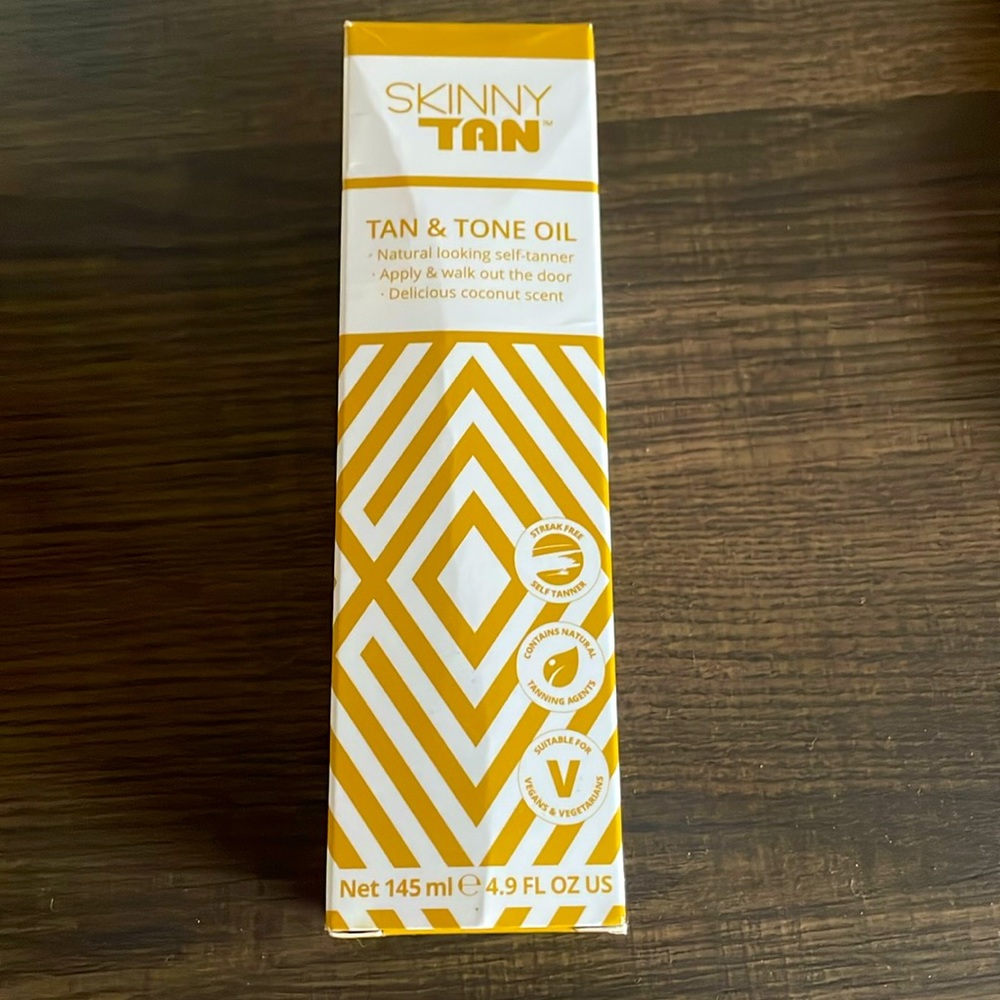 SKINNY
TAN™
TAN & TONE OIL
· Natural looking self-tanner
· Apply & walk out the door
· Delicious coconut scent
STREAK FREE
SELF TANNER
CONTAINS NATURAL
TANNING AGENTS
SUITABLE FOR
V
VEGANS & VEGETARIANS
Net 145 ml ℮ 4.9 FL OZ US